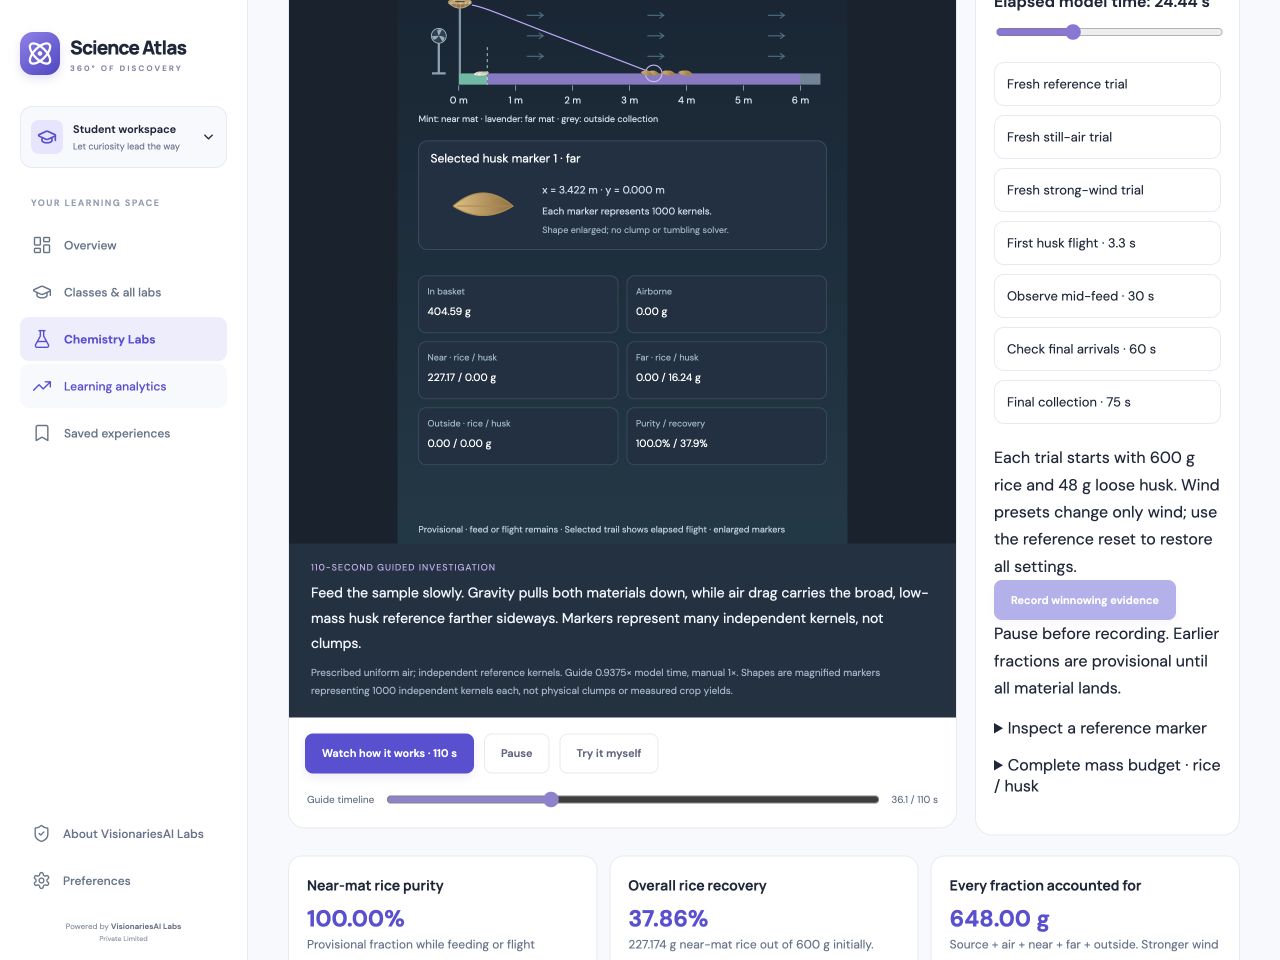 Science Atlas
360° OF DISCOVERY
Student workspace
Let curiosity lead the way
YOUR LEARNING SPACE
Overview
Classes & all labs
Chemistry Labs
Learning analytics
Saved experiences
About VisionariesAI Labs
Preferences
Powered by VisionariesAI Labs
Private Limited
0 m 1 m 2 m 3 m 4 m 5 m 6 m
Mint: near mat · lavender: far mat · grey: outside collection
Selected husk marker 1 · far
x = 3.422 m · y = 0.000 m
Each marker represents 1000 kernels.
Shape enlarged; no clump or tumbling solver.
In basket
404.59 g
Airborne
0.00 g
Near · rice / husk
227.17 / 0.00 g
Far · rice / husk
0.00 / 16.24 g
Outside · rice / husk
0.00 / 0.00 g
Purity / recovery
100.0% / 37.9%
Provisional · feed or flight remains · Selected trail shows elapsed flight · enlarged markers
110-SECOND GUIDED INVESTIGATION
Feed the sample slowly. Gravity pulls both materials down, while air drag carries the broad, low-
mass husk reference farther sideways. Markers represent many independent kernels, not
clumps.
Prescribed uniform air; independent reference kernels. Guide 0.9375× model time, manual 1×. Shapes are magnified markers
representing 1000 independent kernels each, not physical clumps or measured crop yields.
Watch how it works · 110 s
Pause
Try it myself
Guide timeline
36.1 / 110 s
Elapsed model time: 24.44 s
Fresh reference trial
Fresh still-air trial
Fresh strong-wind trial
First husk flight · 3.3 s
Observe mid-feed · 30 s
Check final arrivals · 60 s
Final collection · 75 s
Each trial starts with 600 g
rice and 48 g loose husk. Wind
presets change only wind; use
the reference reset to restore
all settings.
Record winnowing evidence
Pause before recording. Earlier
fractions are provisional until
all material lands.
▶ Inspect a reference marker
▶ Complete mass budget · rice
/ husk
Near-mat rice purity
100.00%
Provisional fraction while feeding or flight
Overall rice recovery
37.86%
227.174 g near-mat rice out of 600 g initially.
Every fraction accounted for
648.00 g
Source + air + near + far + outside. Stronger wind